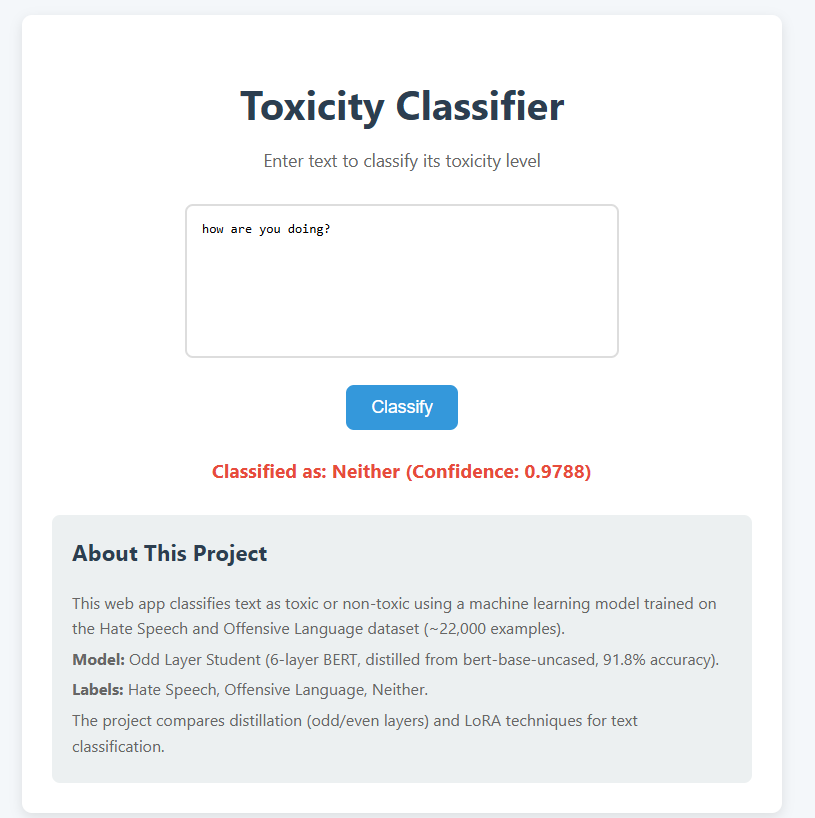 Toxicity Classifier
Enter text to classify its toxicity level
how are you doing?
Classify
Classified as: Neither (Confidence: 0.9788)
About This Project
This web app classifies text as toxic or non-toxic using a machine learning model trained on
the Hate Speech and Offensive Language dataset (~22,000 examples).
Model: Odd Layer Student (6-layer BERT, distilled from bert-base-uncased, 91.8% accuracy).
Labels: Hate Speech, Offensive Language, Neither.
The project compares distillation (odd/even layers) and LoRA techniques for text
classification.